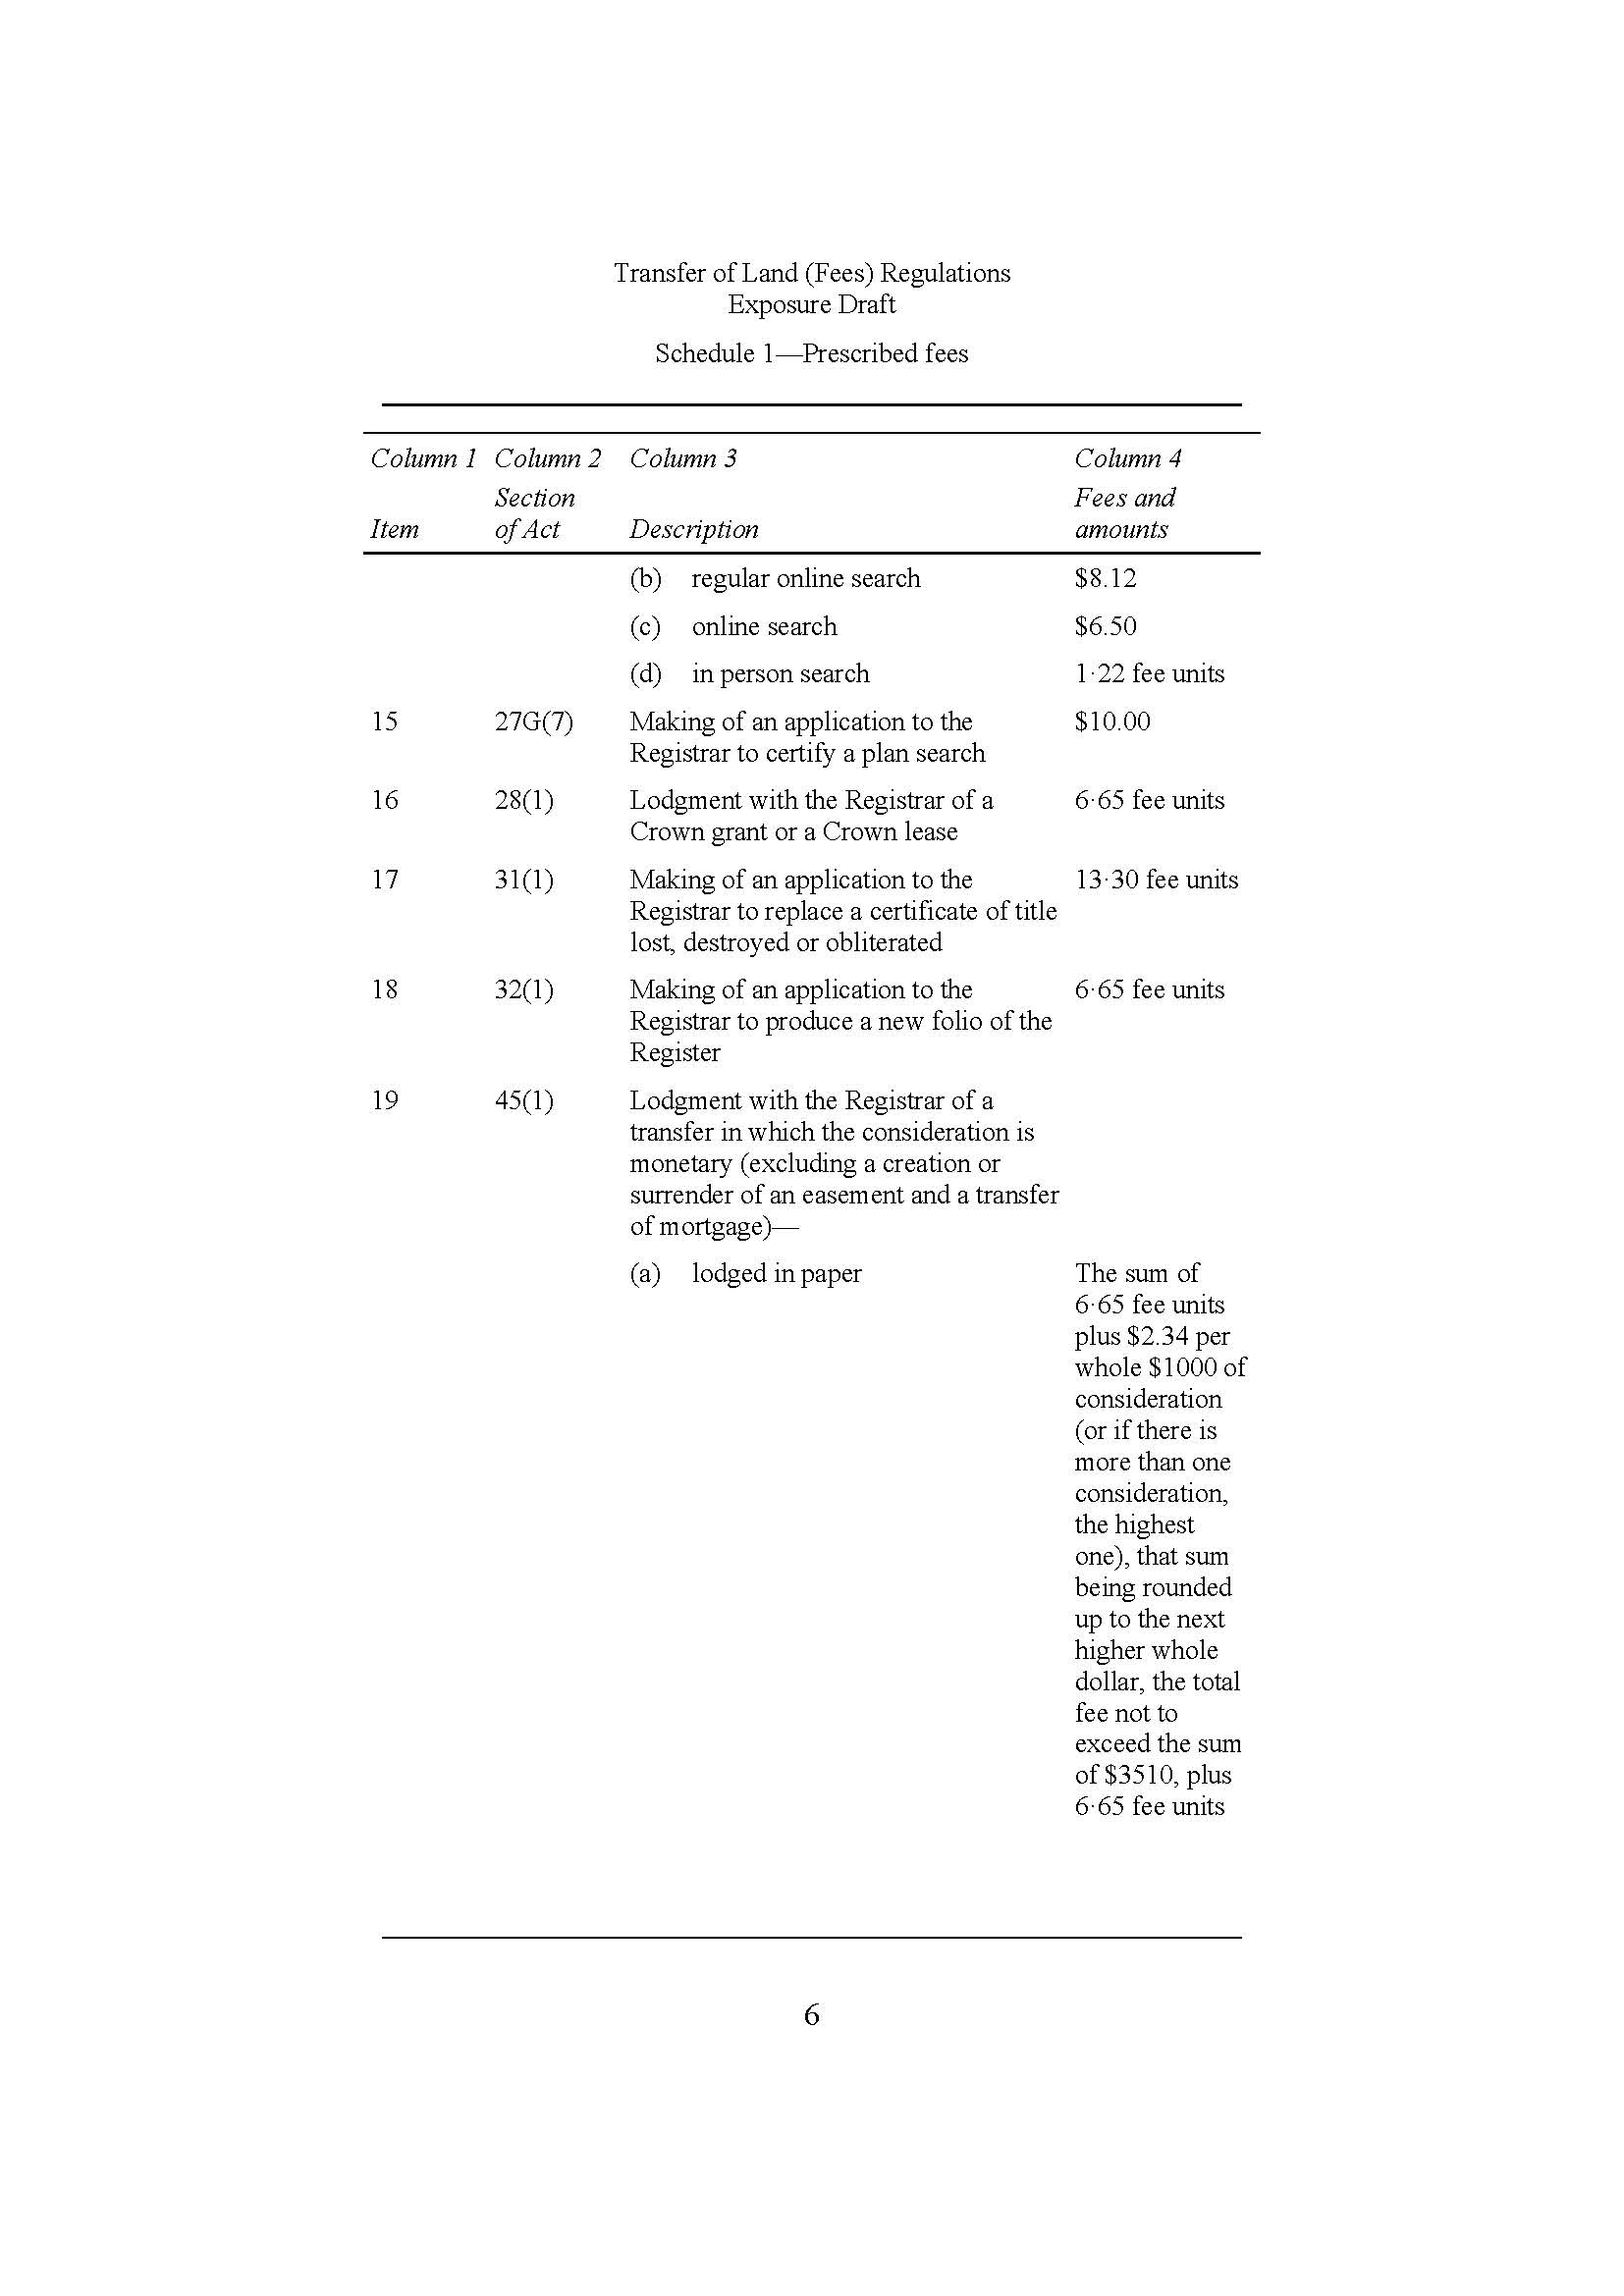 Transfer of Land (Fees) Regulations
Exposure Draft
Schedule 1—Prescribed fees
Column 1 Column 2 Column 3 Column 4
Section Fees and
Item of Act Description amounts
(b) regular online search $8.12
(c) online search $6.50
(d) in person search 1·22 fee units
15 27G(7) Making of an application to the $10.00
Registrar to certify a plan search
16 28(1) Lodgment with the Registrar of a 6·65 fee units
Crown grant or a Crown lease
17 31(1) Making of an application to the 13·30 fee units
Registrar to replace a certificate of title
lost, destroyed or obliterated
18 32(1) Making of an application to the 6·65 fee units
Registrar to produce a new folio of the
Register
19 45(1) Lodgment with the Registrar of a
transfer in which the consideration is
monetary (excluding a creation or
surrender of an easement and a transfer
of mortgage)—
(a) lodged in paper The sum of
6·65 fee units
plus $2.34 per
whole $1000 of
consideration
(or if there is
more than one
consideration,
the highest
one), that sum
being rounded
up to the next
higher whole
dollar, the total
fee not to
exceed the sum
of $3510, plus
6·65 fee units
6